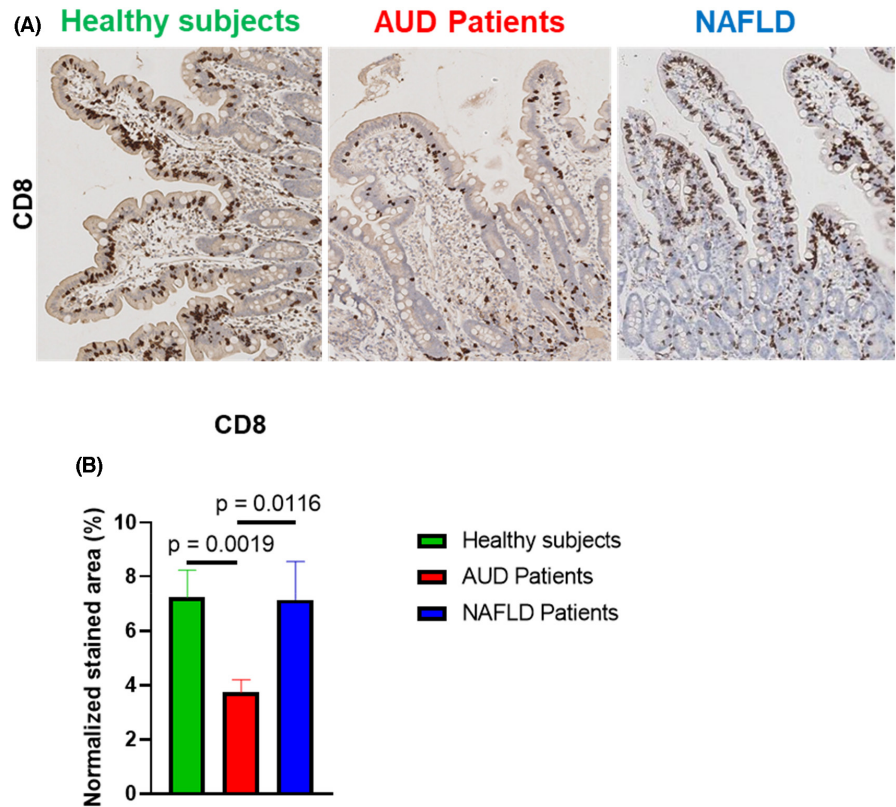 (A)
Healthy subjects
AUD Patients
NAFLD
CD8
CD8
(B)
Normalized stained area (%)
10
8
6
4
2
0
p = 0.0116
p = 0.0019
Healthy subjects
AUD Patients
NAFLD Patients